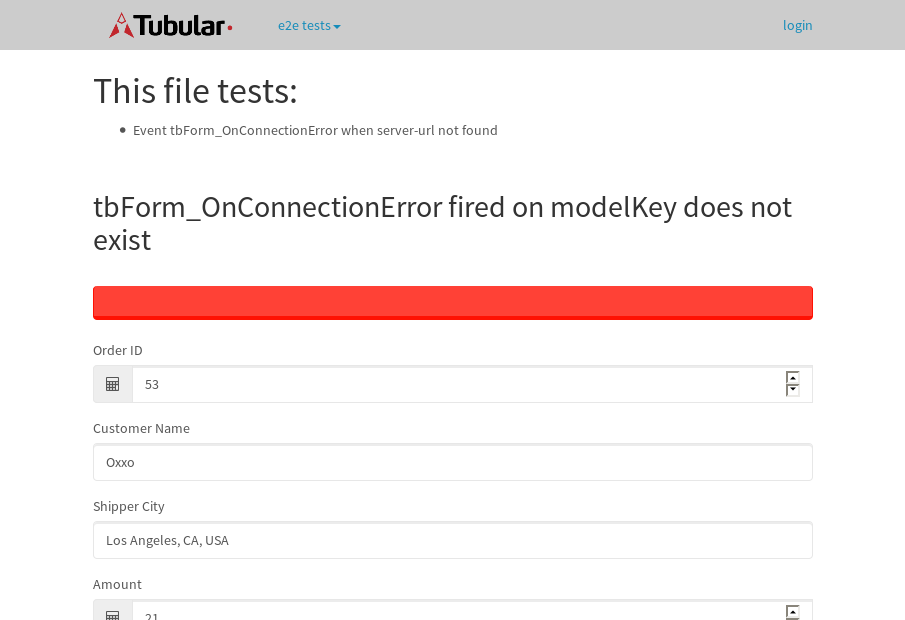 Tubular
e2e tests
login
This file tests:
Event tbForm_OnConnectionError when server-url not found
tbForm_OnConnectionError fired on modelKey does not
exist
Order ID
53
Customer Name
Oxxo
Shipper City
Los Angeles, CA, USA
Amount
21